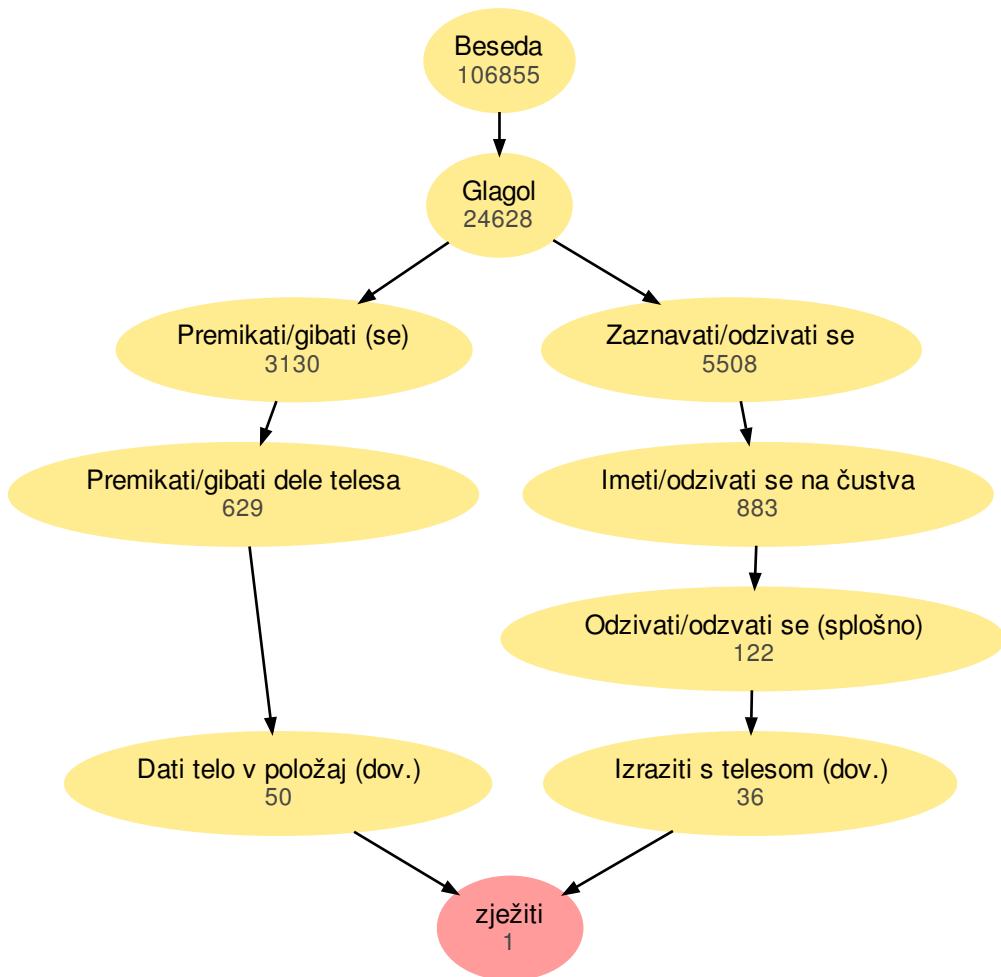 Beseda
106855
Glagol
24628
Premikati/gibati (se)
3130
Zaznavati/odzivati se
5508
Premikati/gibati dele telesa
629
Imeti/odzivati se na čustva
883
Odzivati/odzvati se (splošno)
122
Dati telo v položaj (dov.)
50
Izraziti s telesom (dov.)
36
zježiti
1